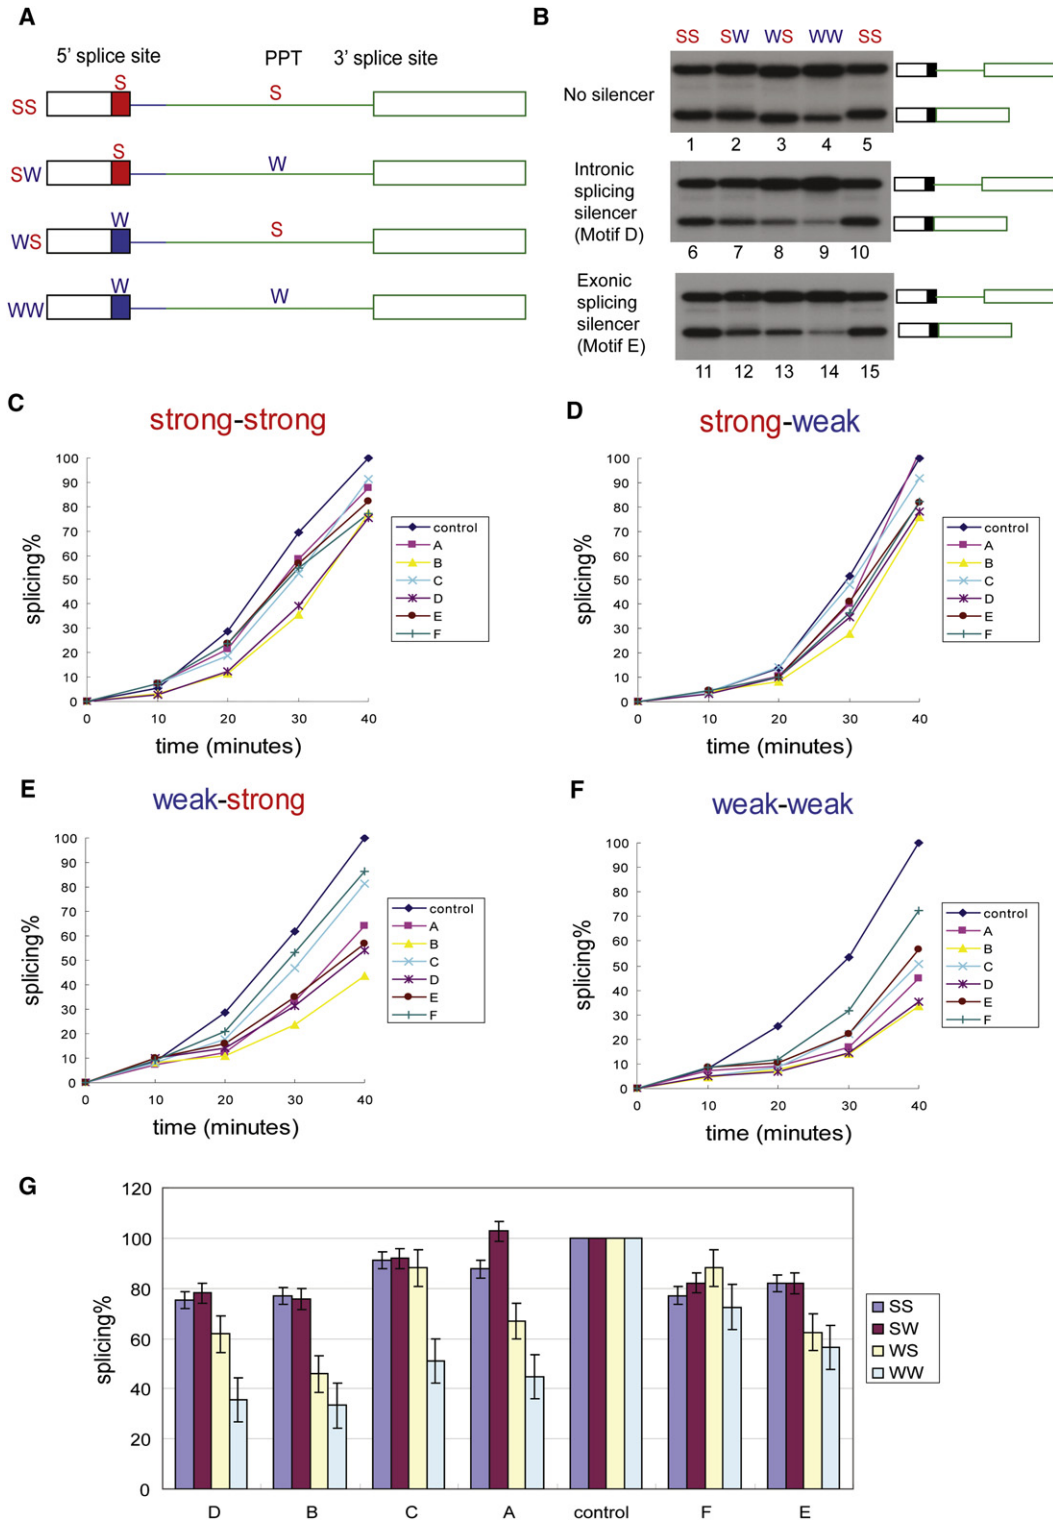 A
5' splice site
PPT
3' splice site
SS
S
S
SW
S
W
WS
W
S
WW
W
W
B
SS SW WS WW SS
No silencer
1 2 3 4 5
Intronic
splicing
silencer
(Motif D)
6 7 8 9 10
Exonic
splicing
silencer
(Motif E)
11 12 13 14 15
C
strong-strong
splicing%
100
90
80
70
60
50
40
30
20
10
0
0 10 20 30 40
time (minutes)
control
A
B
C
D
E
F
D
strong-weak
splicing%
100
90
80
70
60
50
40
30
20
10
0
0 10 20 30 40
time (minutes)
control
A
B
C
D
E
F
E
weak-strong
splicing%
100
90
80
70
60
50
40
30
20
10
0
0 10 20 30 40
time (minutes)
control
A
B
C
D
E
F
F
weak-weak
splicing%
100
90
80
70
60
50
40
30
20
10
0
0 10 20 30 40
time (minutes)
control
A
B
C
D
E
F
G
splicing%
120
100
80
60
40
20
0
D B C A control F E
SS
SW
WS
WW